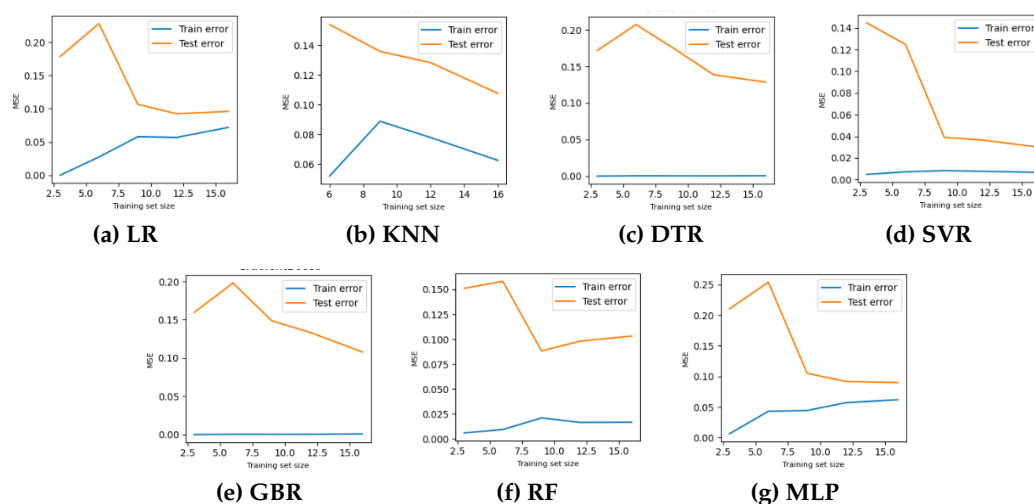 Train error
Test error
0.20
0.15
0.10
0.05
0.00
MSE
2.5 5.0 7.5 10.0 12.5 15.0
Training set size
(a) LR
Train error
Test error
0.14
0.12
0.10
0.08
0.06
MSE
6 8 10 12 14 16
Training set size
(b) KNN
Train error
Test error
0.20
0.15
0.10
0.05
0.00
MSE
2.5 5.0 7.5 10.0 12.5 15.0
Training set size
(c) DTR
Train error
Test error
0.14
0.12
0.10
0.08
0.06
0.04
0.02
0.00
MSE
2.5 5.0 7.5 10.0 12.5 15.0
Training set size
(d) SVR
Train error
Test error
0.20
0.15
0.10
0.05
0.00
MSE
2.5 5.0 7.5 10.0 12.5 15.0
Training set size
(e) GBR
Train error
Test error
0.150
0.125
0.100
0.075
0.050
0.025
0.000
MSE
2.5 5.0 7.5 10.0 12.5 15.0
Training set size
(f) RF
Train error
Test error
0.25
0.20
0.15
0.10
0.05
0.00
MSE
2.5 5.0 7.5 10.0 12.5 15.0
Training set size
(g) MLP